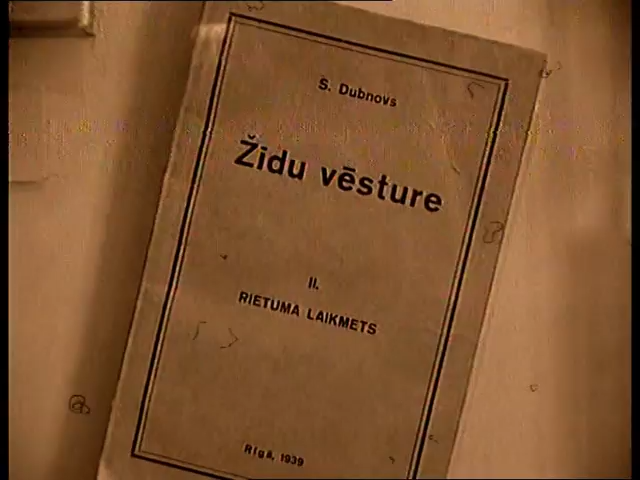 S. Dubnovs
Židu vēsture
II.
RIETUMA LAIKMETS
Rīgā, 1939